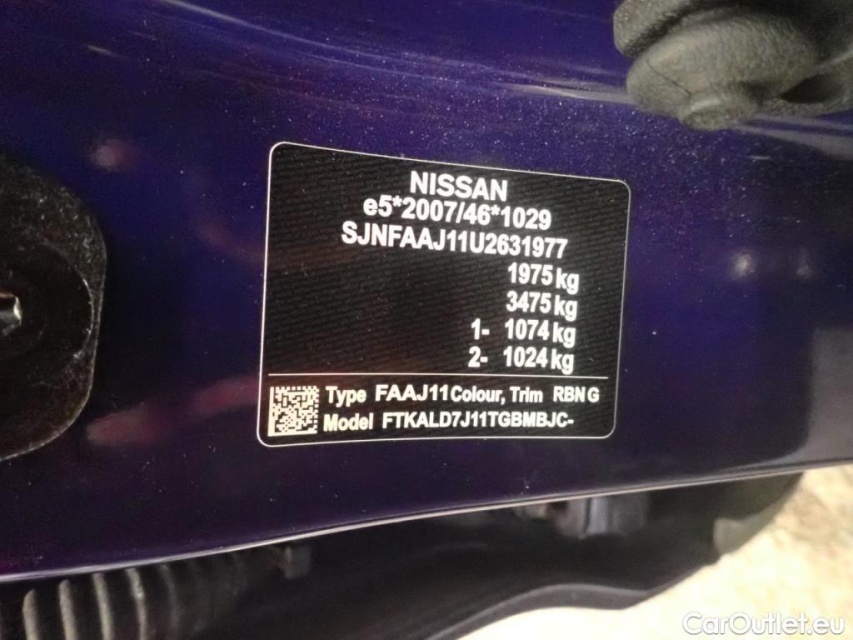 NISSAN
e5*2007/46*1029
SJNFAAJ11U2631977
1975 kg
3475 kg
1- 1074 kg
2- 1024 kg
Type FAAJ11 Colour, Trim RBN G
Model FTKALD7J11TGBMBJC-
CarOutlet.eu